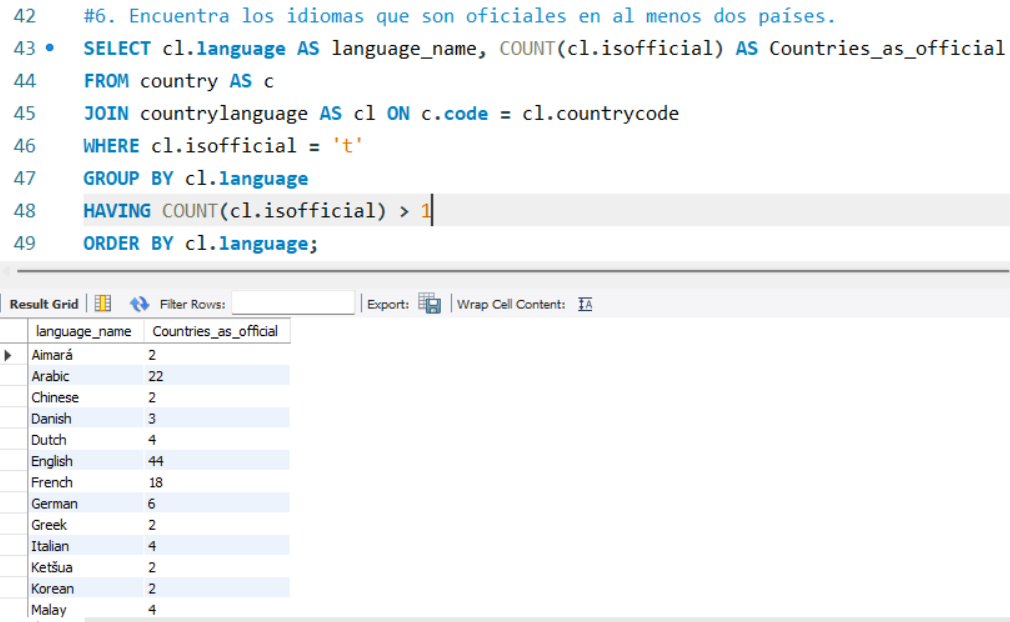 42 #6. Encuentra los idiomas que son oficiales en al menos dos países.
43 SELECT cl.language AS language_name, COUNT(cl.isofficial) AS Countries_as_official
44 FROM country AS c
45 JOIN countrylanguage AS cl ON c.code = cl.countrycode
46 WHERE cl.isofficial = 't'
47 GROUP BY cl.language
48 HAVING COUNT(cl.isofficial) > 1
49 ORDER BY cl.language;
Result Grid Filter Rows: Export: Wrap Cell Content: IA
language_name Countries_as_official
Aimará 2
Arabic 22
Chinese 2
Danish 3
Dutch 4
English 44
French 18
German 6
Greek 2
Italian 4
Ketšua 2
Korean 2
Malay 4